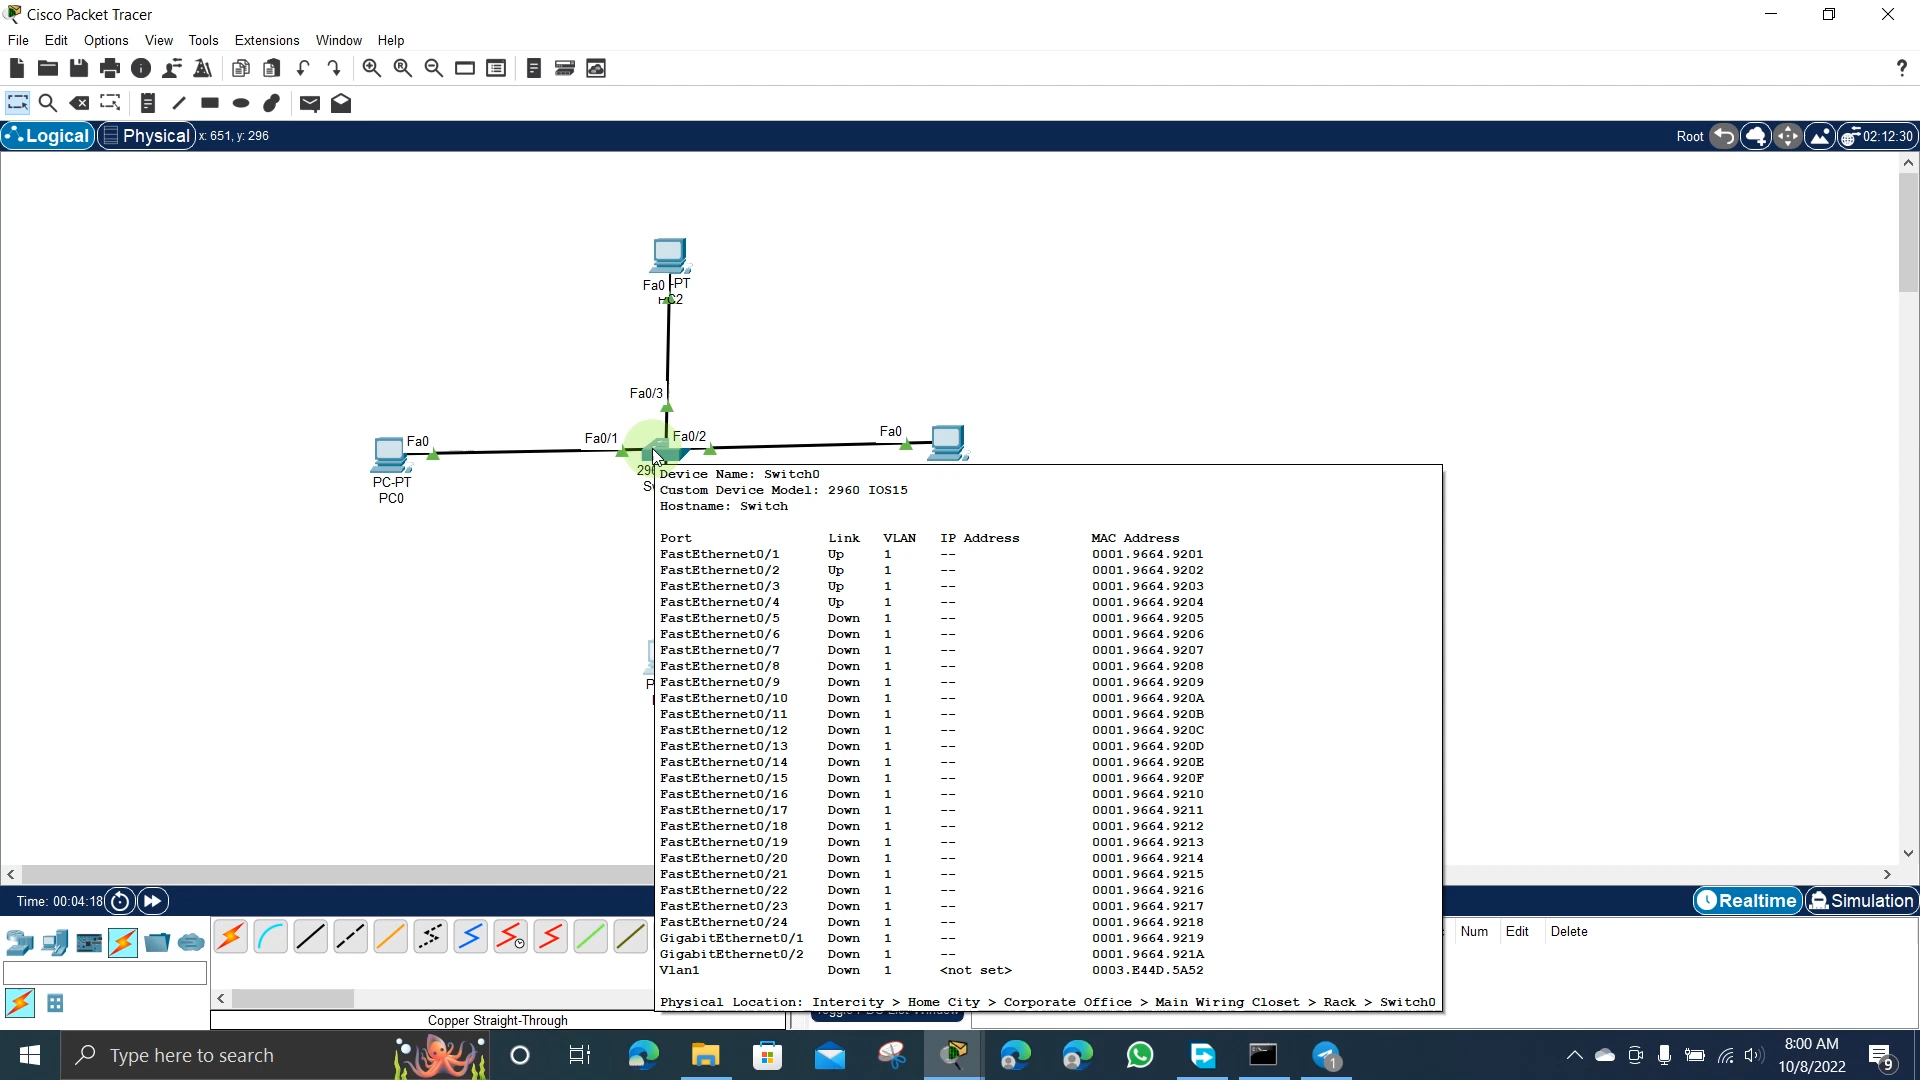 Cisco Packet Tracer
File Edit Options View Tools Extensions Window Help
Logical Physical x: 651, y: 296 Root 02:12:30
Fa0 -PT
PC2
Fa0/3
Fa0 Fa0/1 Fa0/2 Fa0
PC-PT
PC0
296
Device Name: Switch0
Custom Device Model: 2960 IOS15
Hostname: Switch
Port Link VLAN IP Address MAC Address
FastEthernet0/1 Up 1 -- 0001.9664.9201
FastEthernet0/2 Up 1 -- 0001.9664.9202
FastEthernet0/3 Up 1 -- 0001.9664.9203
FastEthernet0/4 Up 1 -- 0001.9664.9204
FastEthernet0/5 Down 1 -- 0001.9664.9205
FastEthernet0/6 Down 1 -- 0001.9664.9206
FastEthernet0/7 Down 1 -- 0001.9664.9207
FastEthernet0/8 Down 1 -- 0001.9664.9208
FastEthernet0/9 Down 1 -- 0001.9664.9209
FastEthernet0/10 Down 1 -- 0001.9664.920A
FastEthernet0/11 Down 1 -- 0001.9664.920B
FastEthernet0/12 Down 1 -- 0001.9664.920C
FastEthernet0/13 Down 1 -- 0001.9664.920D
FastEthernet0/14 Down 1 -- 0001.9664.920E
FastEthernet0/15 Down 1 -- 0001.9664.920F
FastEthernet0/16 Down 1 -- 0001.9664.9210
FastEthernet0/17 Down 1 -- 0001.9664.9211
FastEthernet0/18 Down 1 -- 0001.9664.9212
FastEthernet0/19 Down 1 -- 0001.9664.9213
FastEthernet0/20 Down 1 -- 0001.9664.9214
FastEthernet0/21 Down 1 -- 0001.9664.9215
FastEthernet0/22 Down 1 -- 0001.9664.9216
FastEthernet0/23 Down 1 -- 0001.9664.9217
FastEthernet0/24 Down 1 -- 0001.9664.9218
GigabitEthernet0/1 Down 1 -- 0001.9664.9219
GigabitEthernet0/2 Down 1 -- 0001.9664.921A
Vlan1 Down 1 <not set> 0003.E44D.5A52
Physical Location: Intercity > Home City > Corporate Office > Main Wiring Closet > Rack > Switch0
Time: 00:04:18 Realtime Simulation
Num Edit Delete
Copper Straight-Through
Type here to search
8:00 AM
10/8/2022
9
1